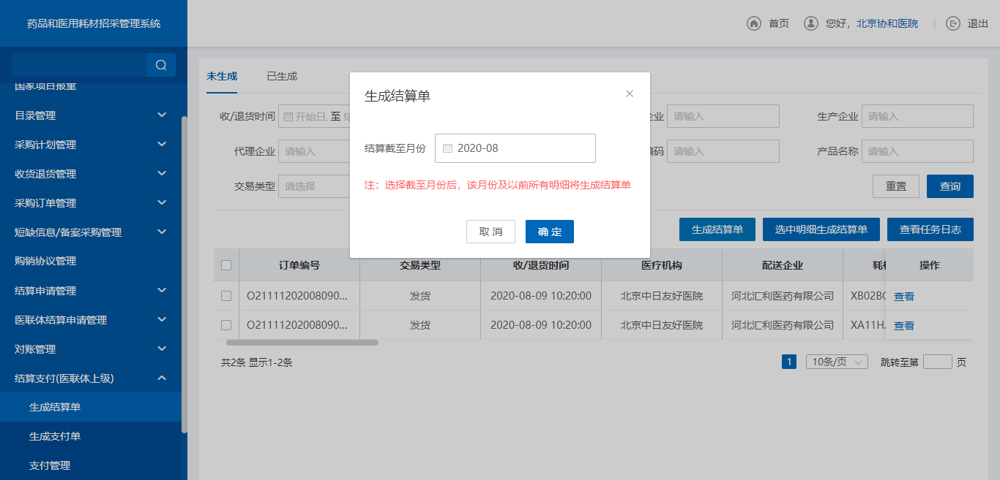 药品和医用耗材招采管理系统
首页
您好，北京协和医院
退出
国家项目报量
目录管理
采购计划管理
收货退货管理
采购订单管理
短缺信息/备案采购管理
购销协议管理
结算申请管理
医联体结算申请管理
对账管理
结算支付(医联体上级)
生成结算单
生成支付单
支付管理
未生成
已生成
收/退货时间
开始日
至
企业
请输入
生产企业
请输入
代理企业
请输入
编码
请输入
产品名称
请输入
交易类型
请选择
重置
查询
生成结算单
选中明细生成结算单
查看任务日志
生成结算单
结算截至月份
2020-08
注：选择截至月份后，该月份及以前所有明细将生成结算单
取 消
确 定
订单编号
交易类型
收/退货时间
医疗机构
配送企业
操作
O21111202008090...
发货
2020-08-09 10:20:00
北京中日友好医院
河北汇利医药有限公司
查看
O21111202008090...
发货
2020-08-09 10:20:00
北京中日友好医院
河北汇利医药有限公司
查看
共2条 显示1-2条
1
10条/页
跳转至第
页